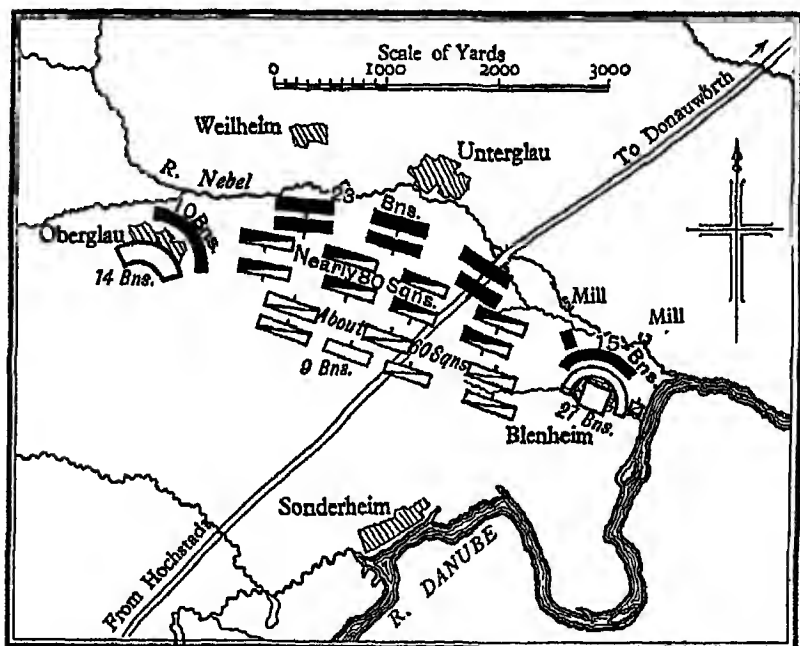 Scale of Yards
0 1000 2000 3000
To Donauwörth
Weilheim
Unterglau
R. Nebel
23 Bns.
10 Bns.
Oberglau
14 Bns.
Nearly 80 Sqns.
Mill
Mill
About 60 Sqns.
15 Bns.
9 Bns.
27 Bns.
Blenheim
Sonderheim
From Hochstadt
R. DANUBE